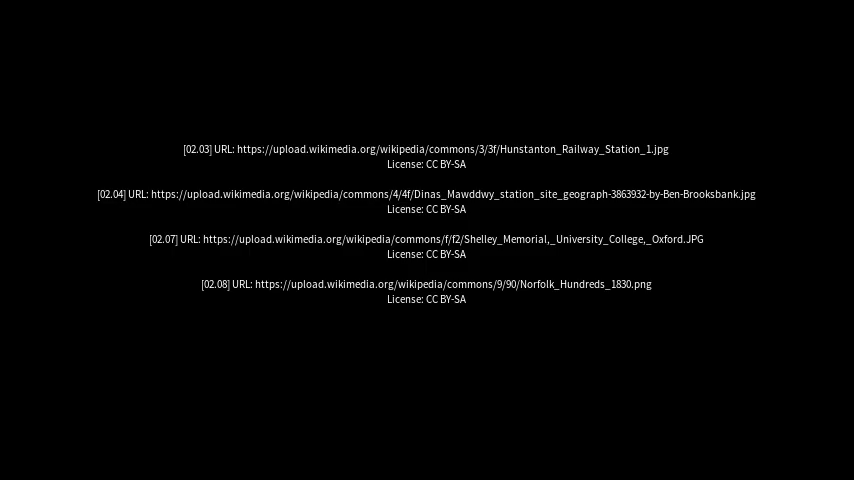 [02.03] URL: https://upload.wikimedia.org/wikipedia/commons/3/3f/Hunstanton_Railway_Station_1.jpg
License: CC BY-SA
[02.04] URL: https://upload.wikimedia.org/wikipedia/commons/4/4f/Dinas_Mawddwy_station_site_geograph-3863932-by-Ben-Brooksbank.jpg
License: CC BY-SA
[02.07] URL: https://upload.wikimedia.org/wikipedia/commons/f/f2/Shelley_Memorial,_University_College,_Oxford.JPG
License: CC BY-SA
[02.08] URL: https://upload.wikimedia.org/wikipedia/commons/9/90/Norfolk_Hundreds_1830.png
License: CC BY-SA